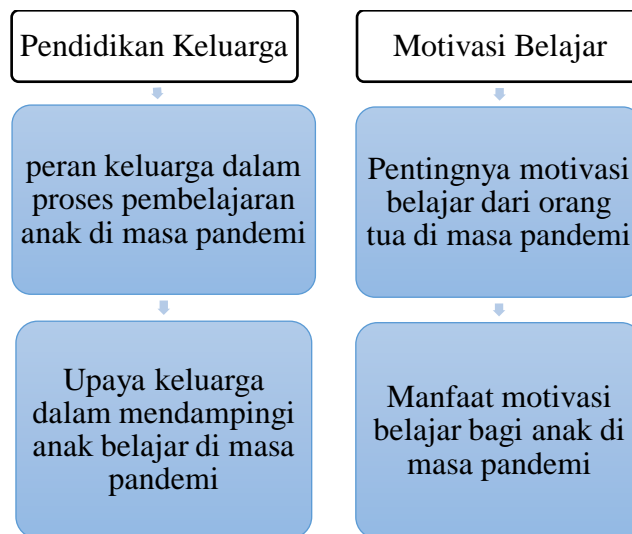 Pendidikan Keluarga
peran keluarga dalam
proses pembelajaran
anak di masa pandemi
Upaya keluarga
dalam mendampingi
anak belajar di masa
pandemi
Motivasi Belajar
Pentingnya motivasi
belajar dari orang
tua di masa pandemi
Manfaat motivasi
belajar bagi anak di
masa pandemi